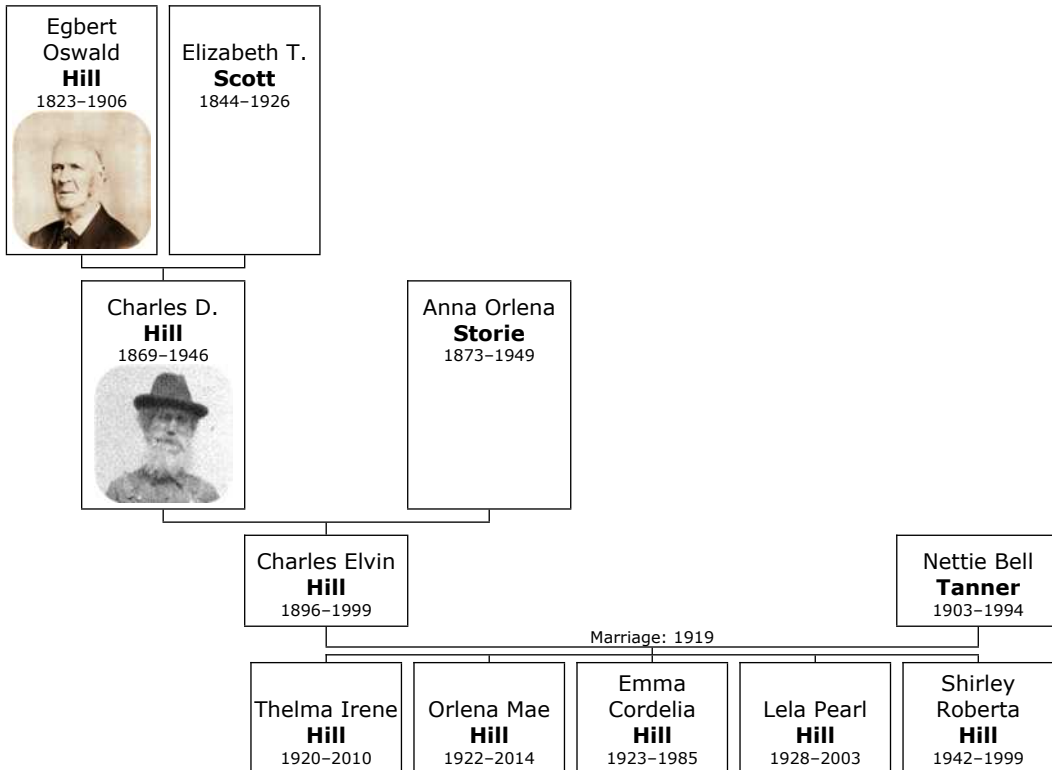 Egbert
Oswald
Hill
1823–1906
Elizabeth T.
Scott
1844–1926
Charles D.
Hill
1869–1946
Anna Orlena
Storie
1873–1949
Charles Elvin
Hill
1896–1999
Nettie Bell
Tanner
1903–1994
Marriage: 1919
Thelma Irene
Hill
1920–2010
Orlena Mae
Hill
1922–2014
Emma
Cordelia
Hill
1923–1985
Lela Pearl
Hill
1928–2003
Shirley
Roberta
Hill
1942–1999